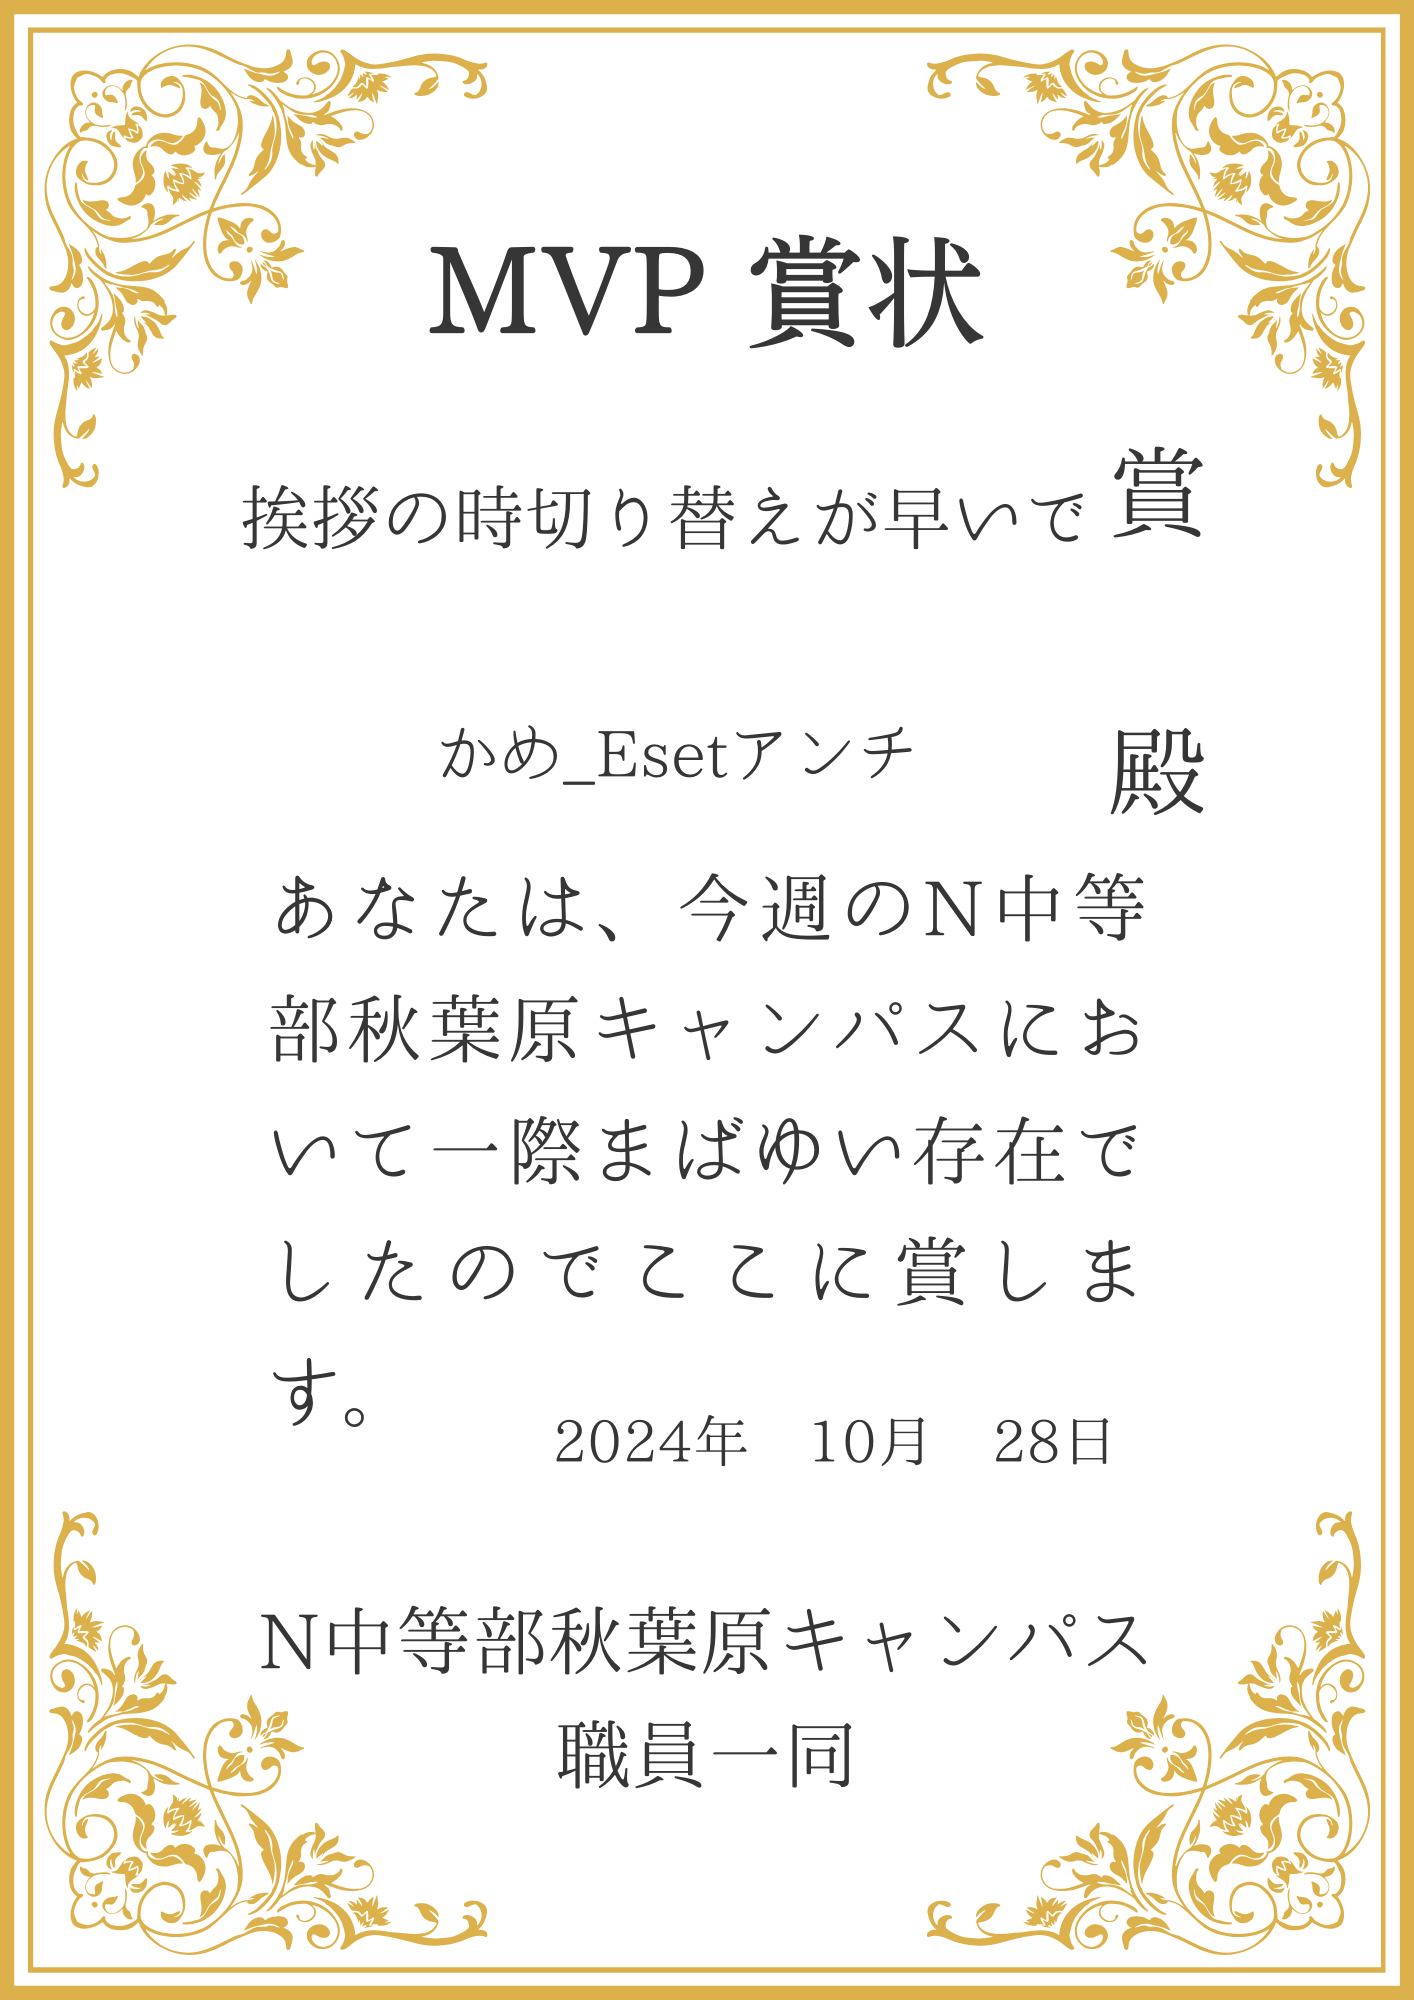 MVP 賞状
挨拶の時切り替えが早いで 賞
かめ_Esetアンチ 殿
あなたは、今週のN中等
部秋葉原キャンパスにお
いて一際まばゆい存在で
したのでここに賞しま
す。
2024年　10月　28日
N中等部秋葉原キャンパス
職員一同